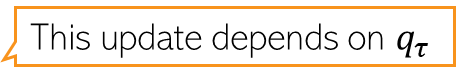 This update depends on q_τ